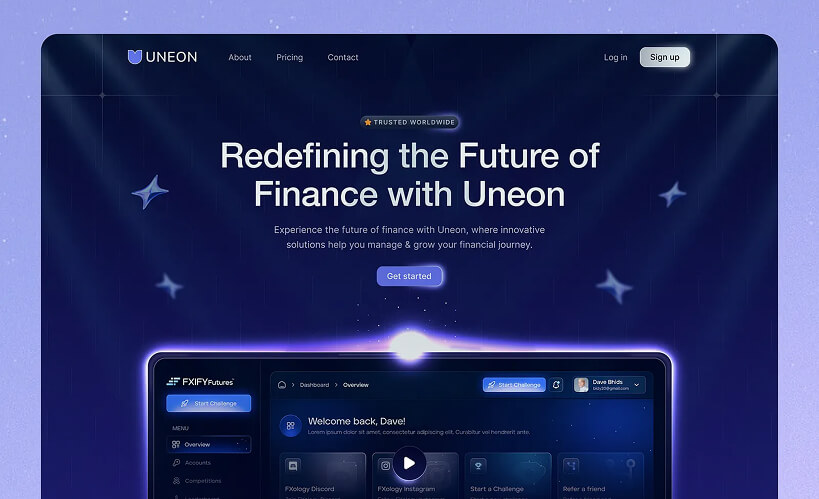 UNEON
About
Pricing
Contact
Log in
Sign up
TRUSTED WORLDWIDE
Redefining the Future of
Finance with Uneon
Experience the future of finance with Uneon, where innovative
solutions help you manage & grow your financial journey.
Get started
FXIFY Futures
Start Challenge
MENU
Overview
Accounts
Competitions
Dashboard
Overview
Start Challenge
Dave Bhids
Welcome back, Dave!
Lorem ipsum dolor sit amet, consectetur adipiscing elit. Curabitur vel hendrerit ante.
FXology Discord
FXology Instagram
Start a Challenge
Refer a friend